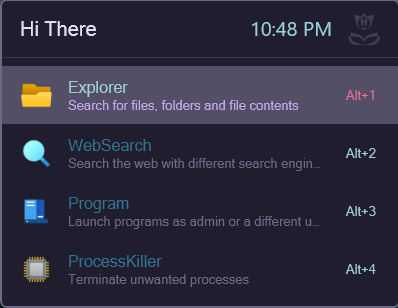 Hi There
10:48 PM
Explorer
Search for files, folders and file contents
Alt+1
WebSearch
Search the web with different search engin...
Alt+2
Program
Launch programs as admin or a different u...
Alt+3
ProcessKiller
Terminate unwanted processes
Alt+4